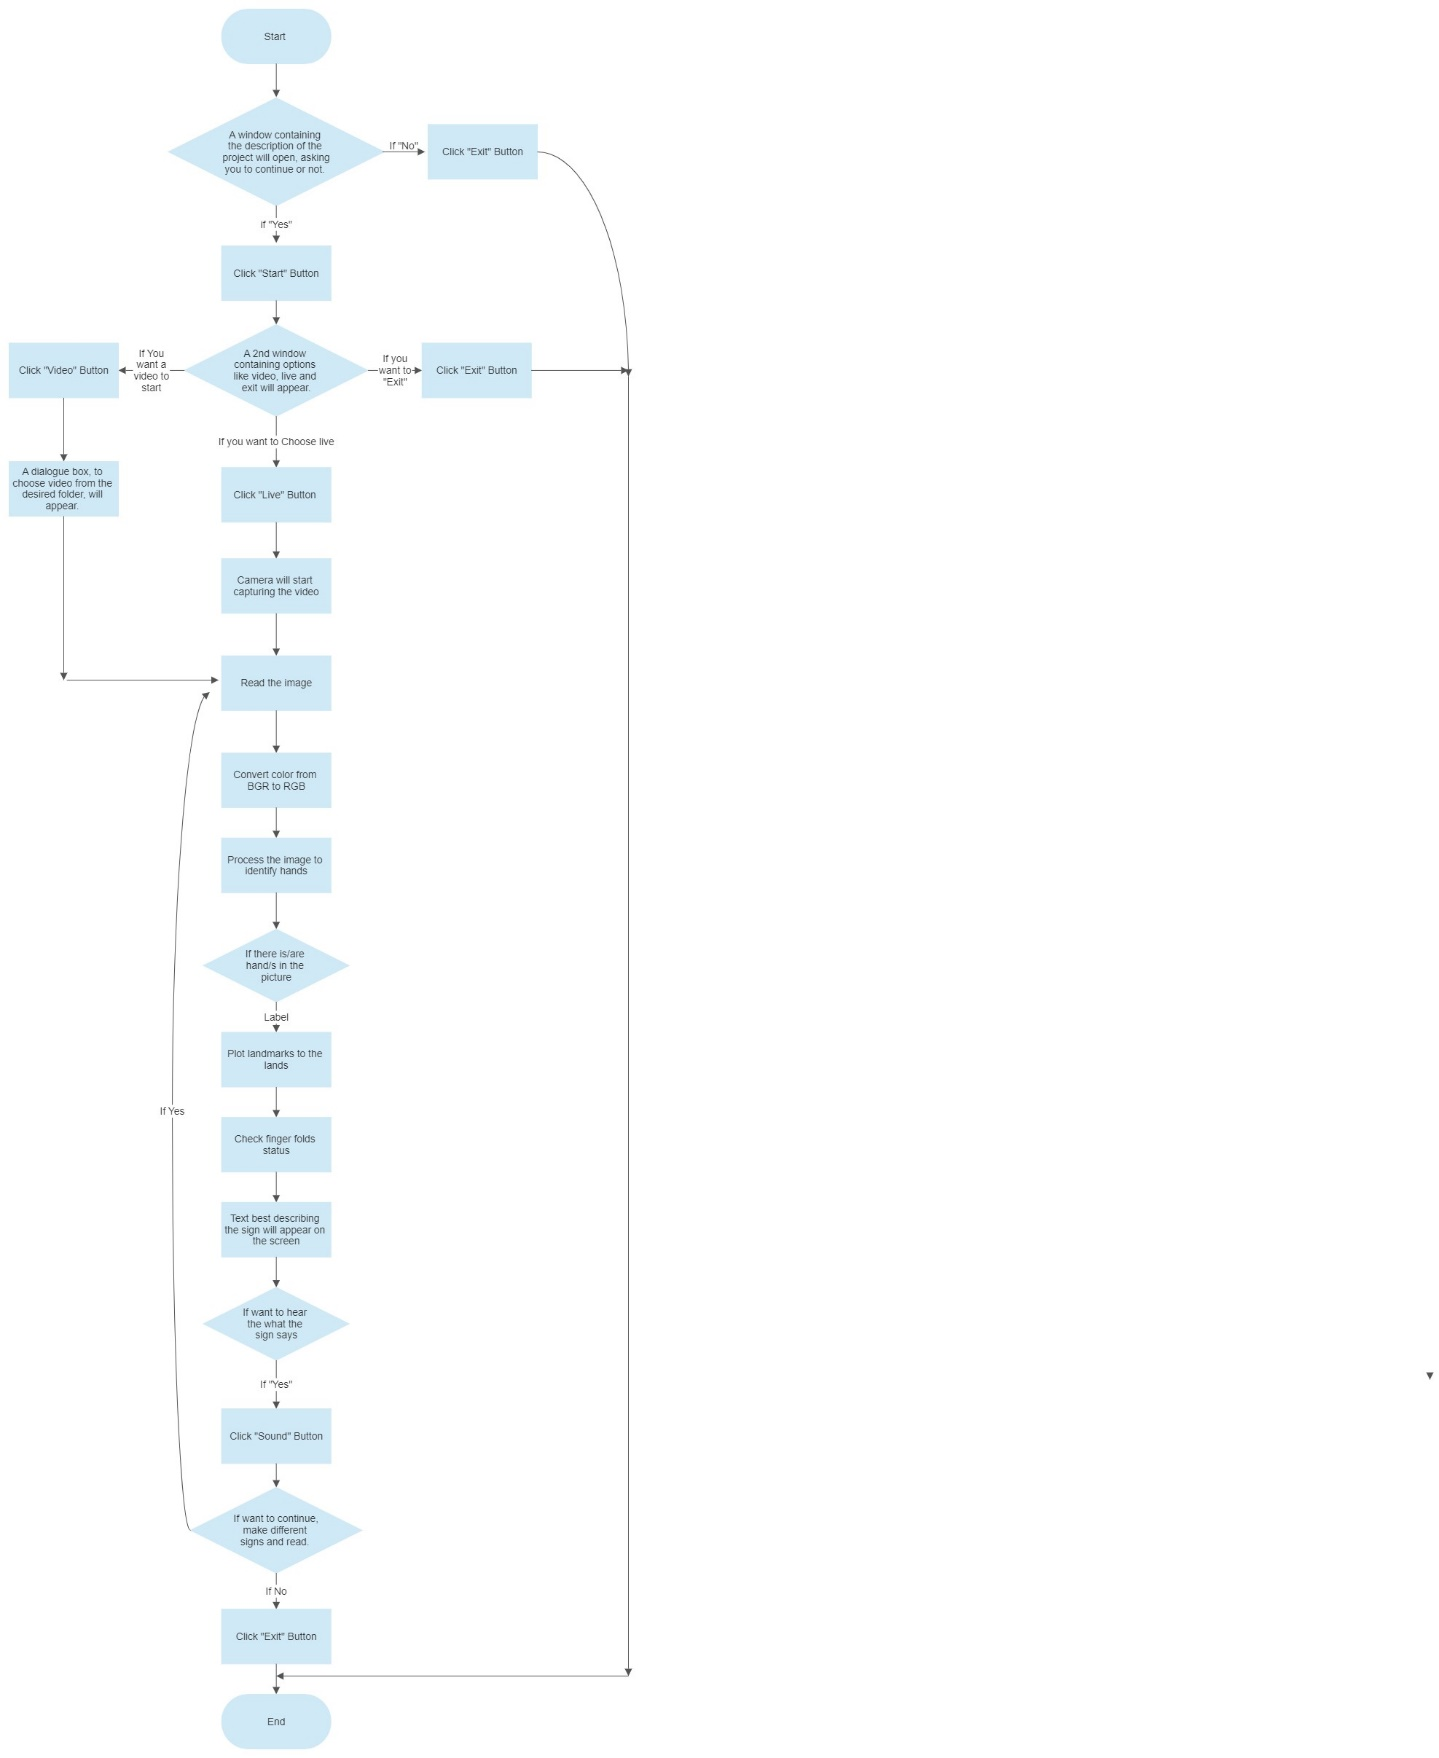 Start
A window containing
the description of the
project will open, asking
you to continue or not.
If "No"
Click "Exit" Button
if "Yes"
Click "Start" Button
A 2nd window
containing options
like video, live and
exit will appear.
If You
want a
video to
start
Click "Video" Button
If you
want to
"Exit"
Click "Exit" Button
If you want to Choose live
A dialogue box, to
choose video from the
desired folder, will
appear.
Click "Live" Button
Camera will start
capturing the video
Read the image
Convert color from
BGR to RGB
Process the image to
identify hands
If there is/are
hand/s in the
picture
Label
Plot landmarks to the
lands
If Yes
Check finger folds
status
Text best describing
the sign will appear on
the screen
If want to hear
the what the
sign says
If "Yes"
Click "Sound" Button
If want to continue,
make different
signs and read.
If No
Click "Exit" Button
End